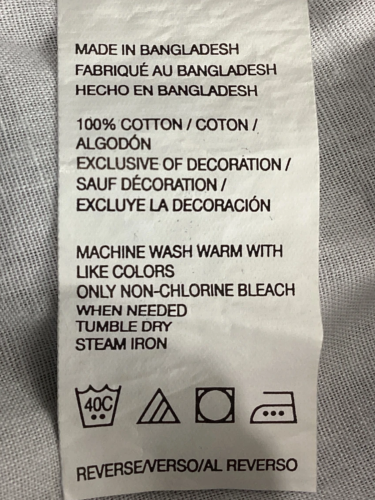 MADE IN BANGLADESH
FABRIQUÉ AU BANGLADESH
HECHO EN BANGLADESH
100% COTTON / COTON /
ALGODÓN
EXCLUSIVE OF DECORATION /
SAUF DÉCORATION /
EXCLUYE LA DECORACIÓN
MACHINE WASH WARM WITH
LIKE COLORS
ONLY NON-CHLORINE BLEACH
WHEN NEEDED
TUMBLE DRY
STEAM IRON
40C
REVERSE/VERSO/AL REVERSO